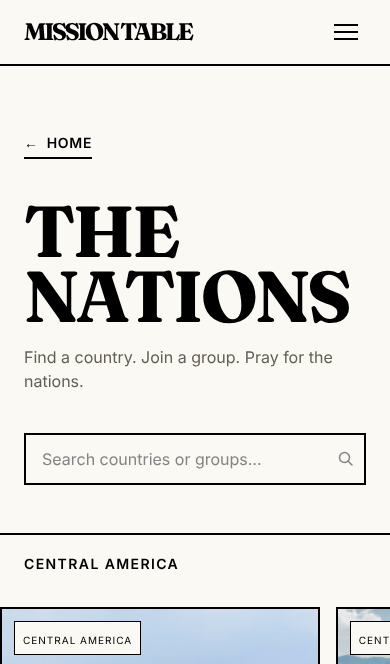 MISSION TABLE
← HOME
THE
NATIONS
Find a country. Join a group. Pray for the
nations.
Search countries or groups...
CENTRAL AMERICA
CENTRAL AMERICA
CENT